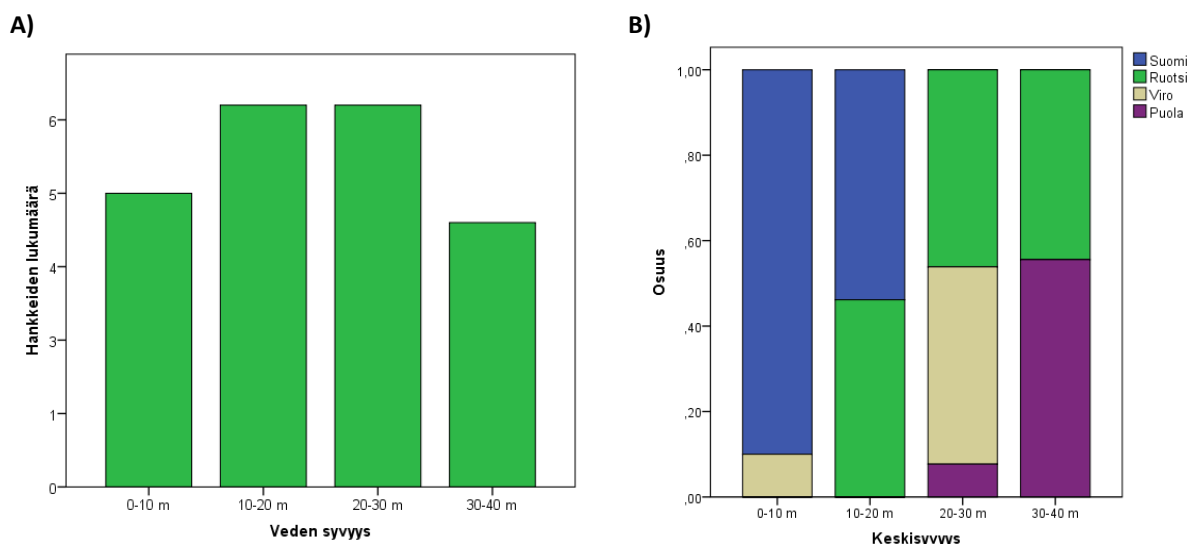 A)
Hankkeiden lukumäärä
6
5
4
3
1
0
0-10 m
10-20 m
20-30 m
30-40 m
Veden syvyys
B)
Osuus
1,00
,80
,60
,40
,20
,00
0-10 m
10-20 m
20-30 m
30-40 m
Keskisyvyys
Suomi
Ruotsi
Viro
Puola